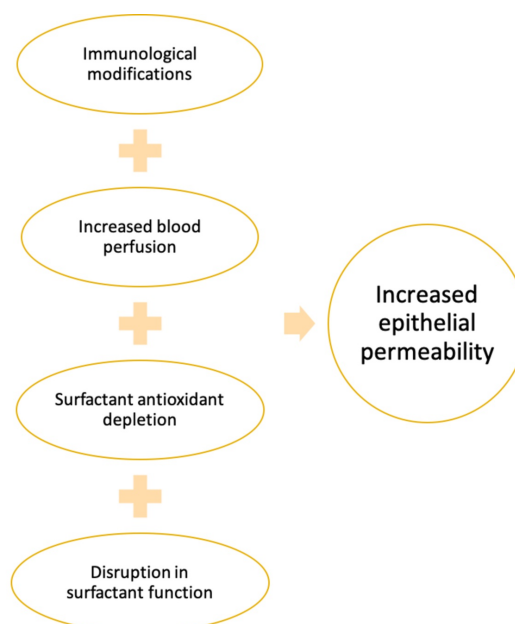 Immunological
modifications
Increased blood
perfusion
Surfactant antioxidant
depletion
Disruption in
surfactant function
Increased
epithelial
permeability